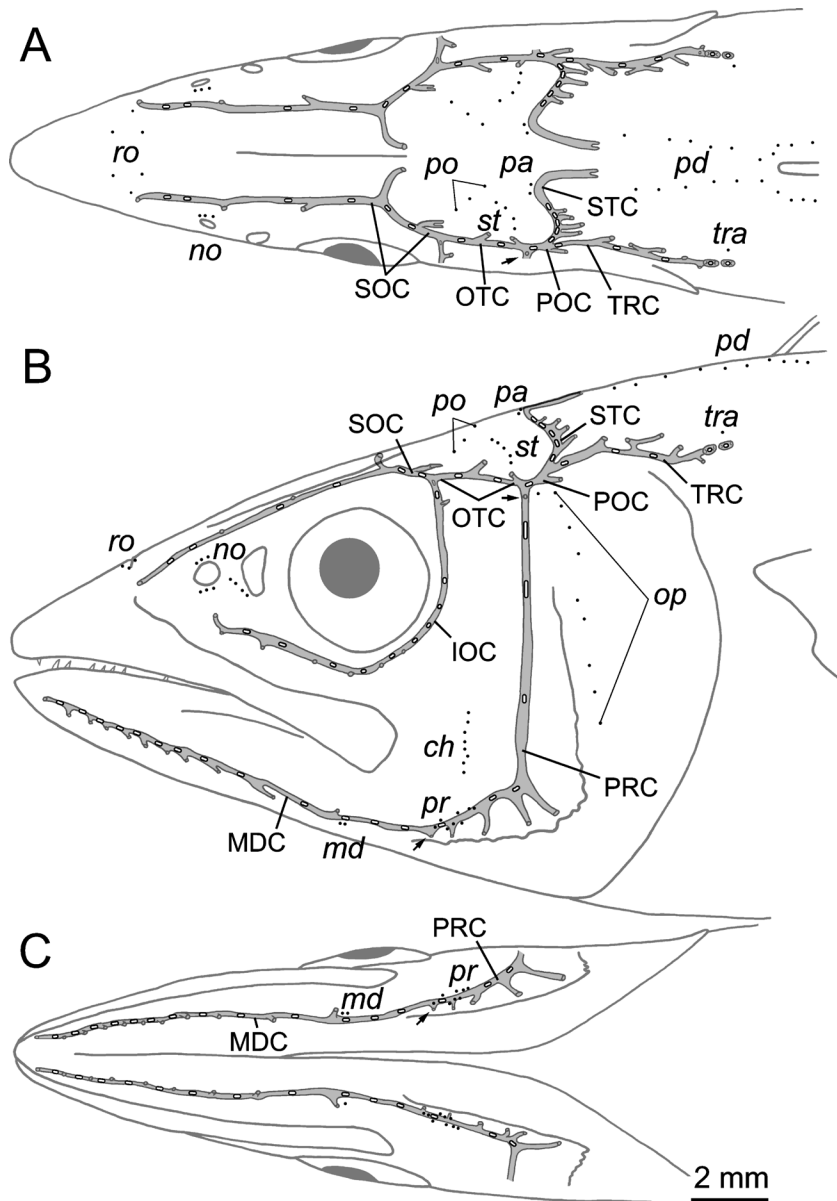 A
ro
po
pa
pd
no
st
STC
tra
SOC
OTC
POC
TRC
B
pd
po
pa
SOC
STC
tra
st
OTC
POC
TRC
ro
no
op
IOC
ch
pr
PRC
MDC
md
C
PRC
pr
md
MDC
2 mm